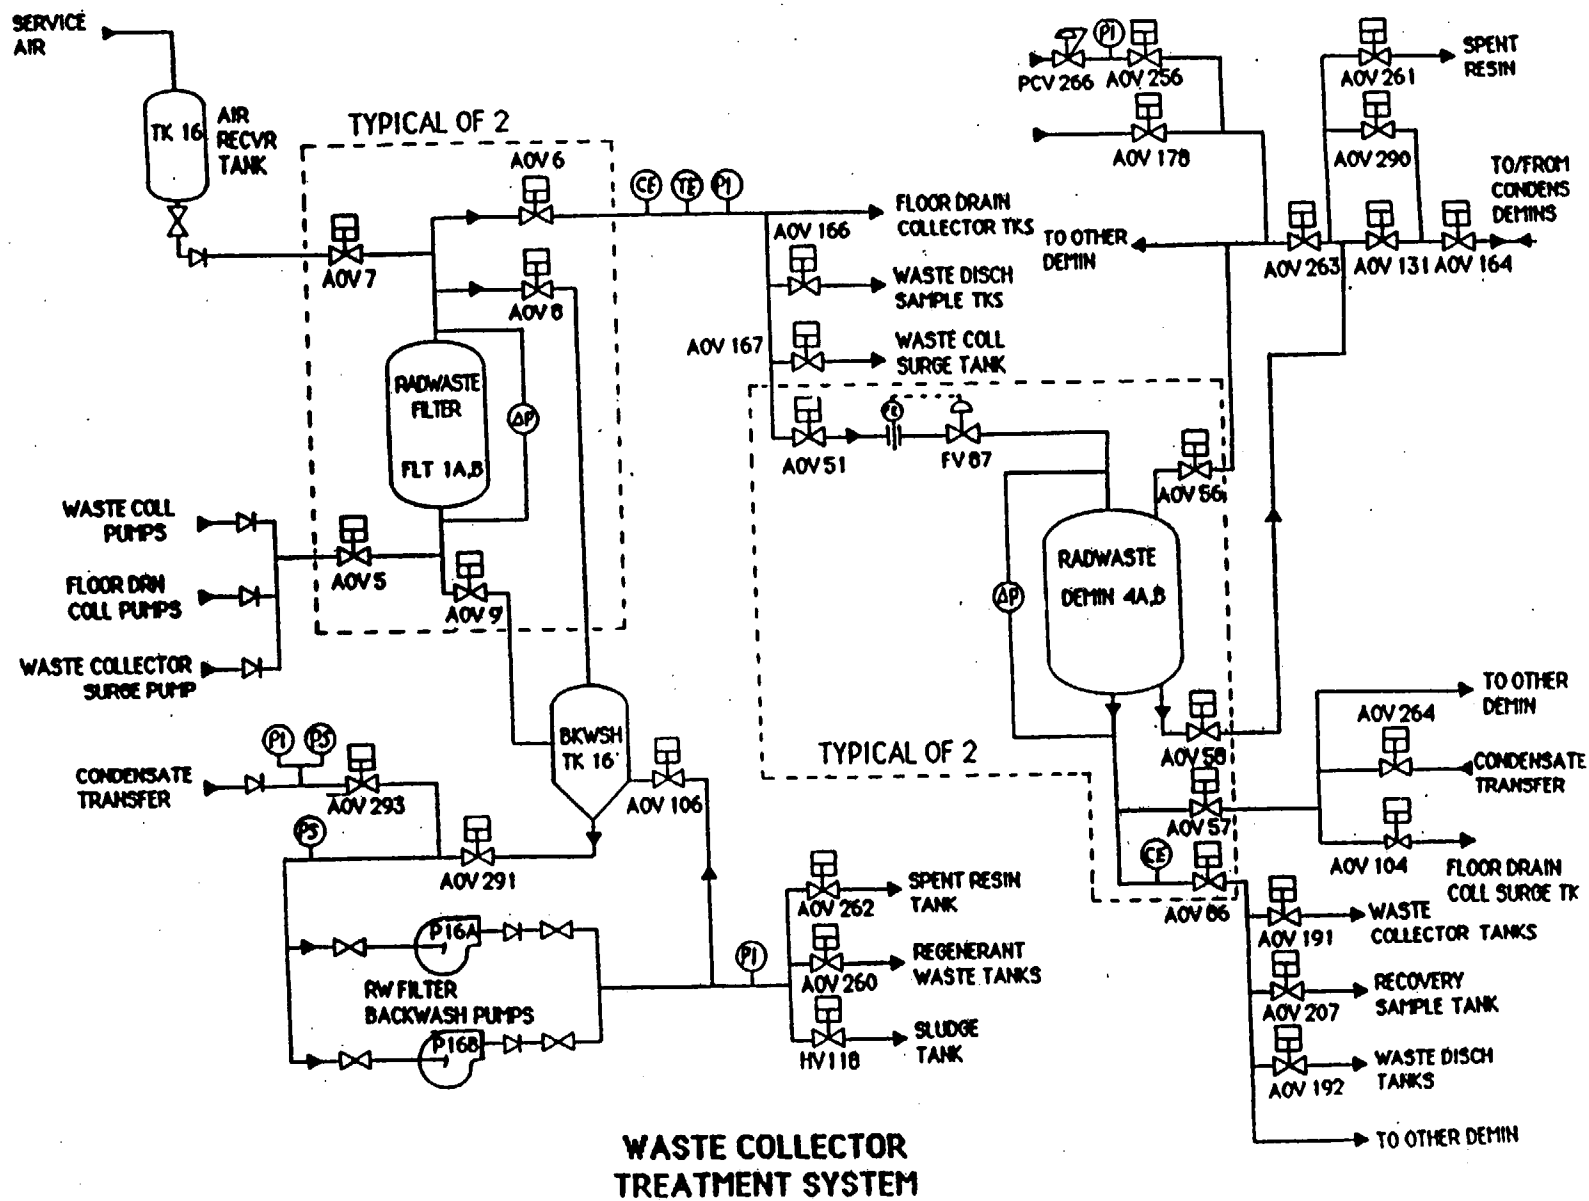 SERVICE
AIR
TK 16
AIR
RECVR
TANK
TYPICAL OF 2
AOV 6
AOV 7
AOV 8
CE
TE
PI
RADWASTE
FILTER
FLT 1A,B
ΔP
WASTE COLL
PUMPS
FLOOR DRN
COLL PUMPS
WASTE COLLECTOR
SURGE PUMP
AOV 5
AOV 9
BKWSH
TK 16
AOV 106
PI
PS
CONDENSATE
TRANSFER
AOV 293
PS
AOV 291
P16A
RW FILTER
BACKWASH PUMPS
P16B
PI
AOV 262
SPENT RESIN
TANK
AOV 260
REGENERANT
WASTE TANKS
HV118
SLUDGE
TANK
AOV 166
FLOOR DRAIN
COLLECTOR TKS
WASTE DISCH
SAMPLE TKS
AOV 167
WASTE COLL
SURGE TANK
AOV 51
FV 87
PCV 266
PI
AOV 256
AOV 178
AOV 261
SPENT
RESIN
AOV 290
TO/FROM
CONDENS
DEMINS
TO OTHER
DEMIN
AOV 263
AOV 131
AOV 164
AOV 56
RADWASTE
DEMIN 4A,B
ΔP
TYPICAL OF 2
AOV 58
AOV 57
CE
AOV 86
TO OTHER
DEMIN
AOV 264
CONDENSATE
TRANSFER
AOV 104
FLOOR DRAIN
COLL SURGE TK
AOV 191
WASTE
COLLECTOR TANKS
AOV 207
RECOVERY
SAMPLE TANK
AOV 192
WASTE DISCH
TANKS
TO OTHER DEMIN
WASTE COLLECTOR
TREATMENT SYSTEM